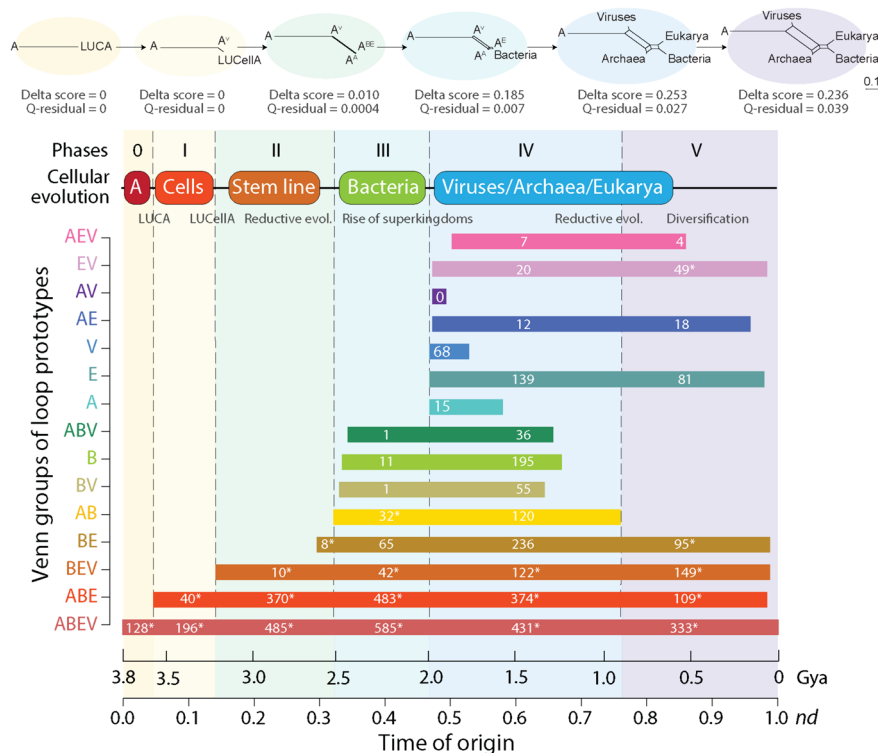 A LUCA
A Aᵛ LUCellA
A Aᵛ Aᴬ Aᴮᴱ
A Aᵛ Aᴬ Aᴱ Bacteria
A Viruses Archaea Eukarya Bacteria
A Viruses Archaea Eukarya Bacteria
0.1
Delta score = 0 Delta score = 0 Delta score = 0.010 Delta score = 0.185 Delta score = 0.253 Delta score = 0.236
Q-residual = 0 Q-residual = 0 Q-residual = 0.0004 Q-residual = 0.007 Q-residual = 0.027 Q-residual = 0.039
Phases 0 I II III IV V
Cellular evolution A Cells Stem line Bacteria Viruses/Archaea/Eukarya
LUCA LUCellA Reductive evol. Rise of superkingdoms Reductive evol. Diversification
Venn groups of loop prototypes
AEV 7 4
EV 20 49*
AV 0
AE 12 18
V 68
E 139 81
A 15
ABV 1 36
B 11 195
BV 1 55
AB 32* 120
BE 8* 65 236 95*
BEV 10* 42* 122* 149*
ABE 40* 370* 483* 374* 109*
ABEV 128* 196* 485* 585* 431* 333*
3.8 3.5 3.0 2.5 2.0 1.5 1.0 0.5 0 Gya
0.0 0.1 0.2 0.3 0.4 0.5 0.6 0.7 0.8 0.9 1.0 nd
Time of origin